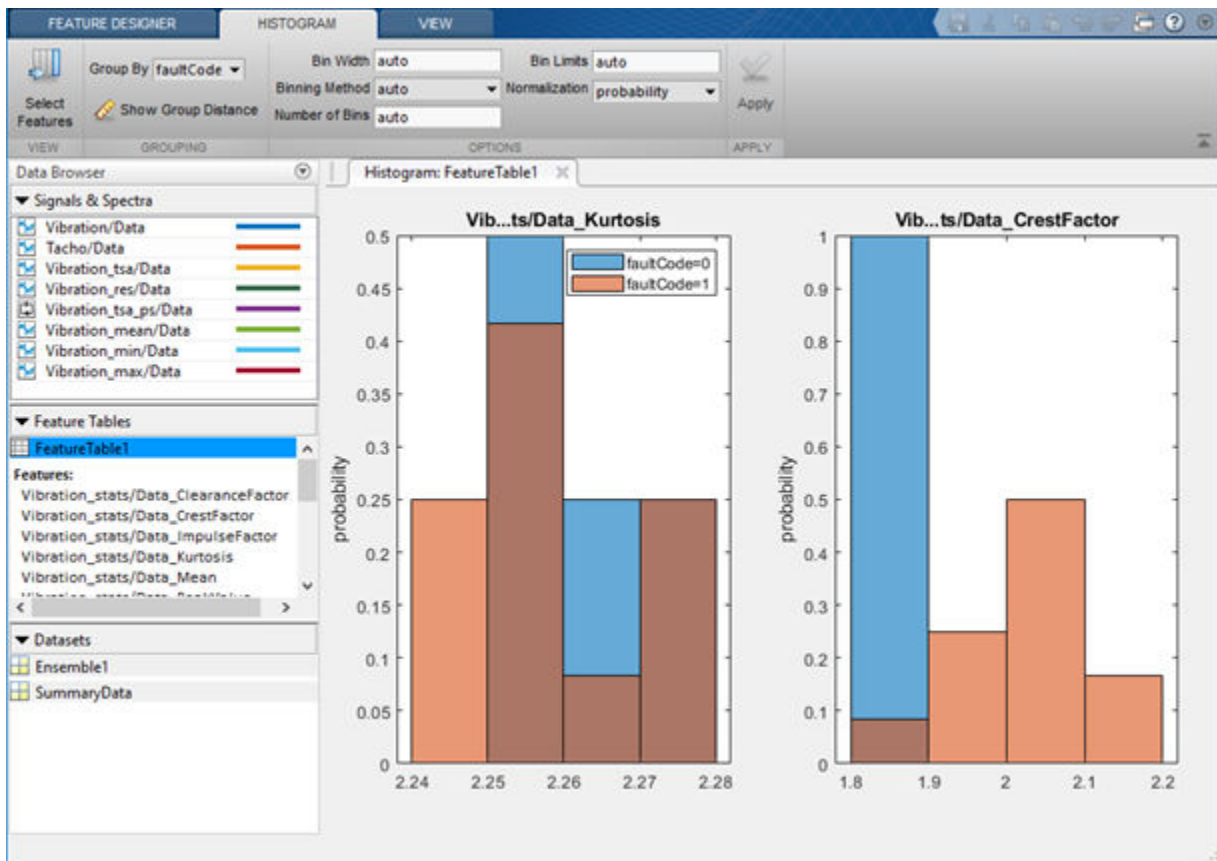 FEATURE DESIGNER HISTOGRAM VIEW
Select Features
VIEW
Group By faultCode
Show Group Distance
GROUPING
Bin Width auto
Binning Method auto
Number of Bins auto
Bin Limits auto
Normalization probability
OPTIONS
Apply
APPLY
Data Browser
Signals & Spectra
Vibration/Data
Tacho/Data
Vibration_tsa/Data
Vibration_res/Data
Vibration_tsa_ps/Data
Vibration_mean/Data
Vibration_min/Data
Vibration_max/Data
Feature Tables
FeatureTable1
Features:
Vibration_stats/Data_ClearanceFactor
Vibration_stats/Data_CrestFactor
Vibration_stats/Data_ImpulseFactor
Vibration_stats/Data_Kurtosis
Vibration_stats/Data_Mean
Datasets
Ensemble1
SummaryData
Histogram: FeatureTable1
Vib...ts/Data_Kurtosis
faultCode=0
faultCode=1
0.5
0.45
0.4
0.35
0.3
0.25
0.2
0.15
0.1
0.05
0
probability
2.24 2.25 2.26 2.27 2.28
Vib...ts/Data_CrestFactor
1
0.9
0.8
0.7
0.6
0.5
0.4
0.3
0.2
0.1
0
probability
1.8 1.9 2 2.1 2.2